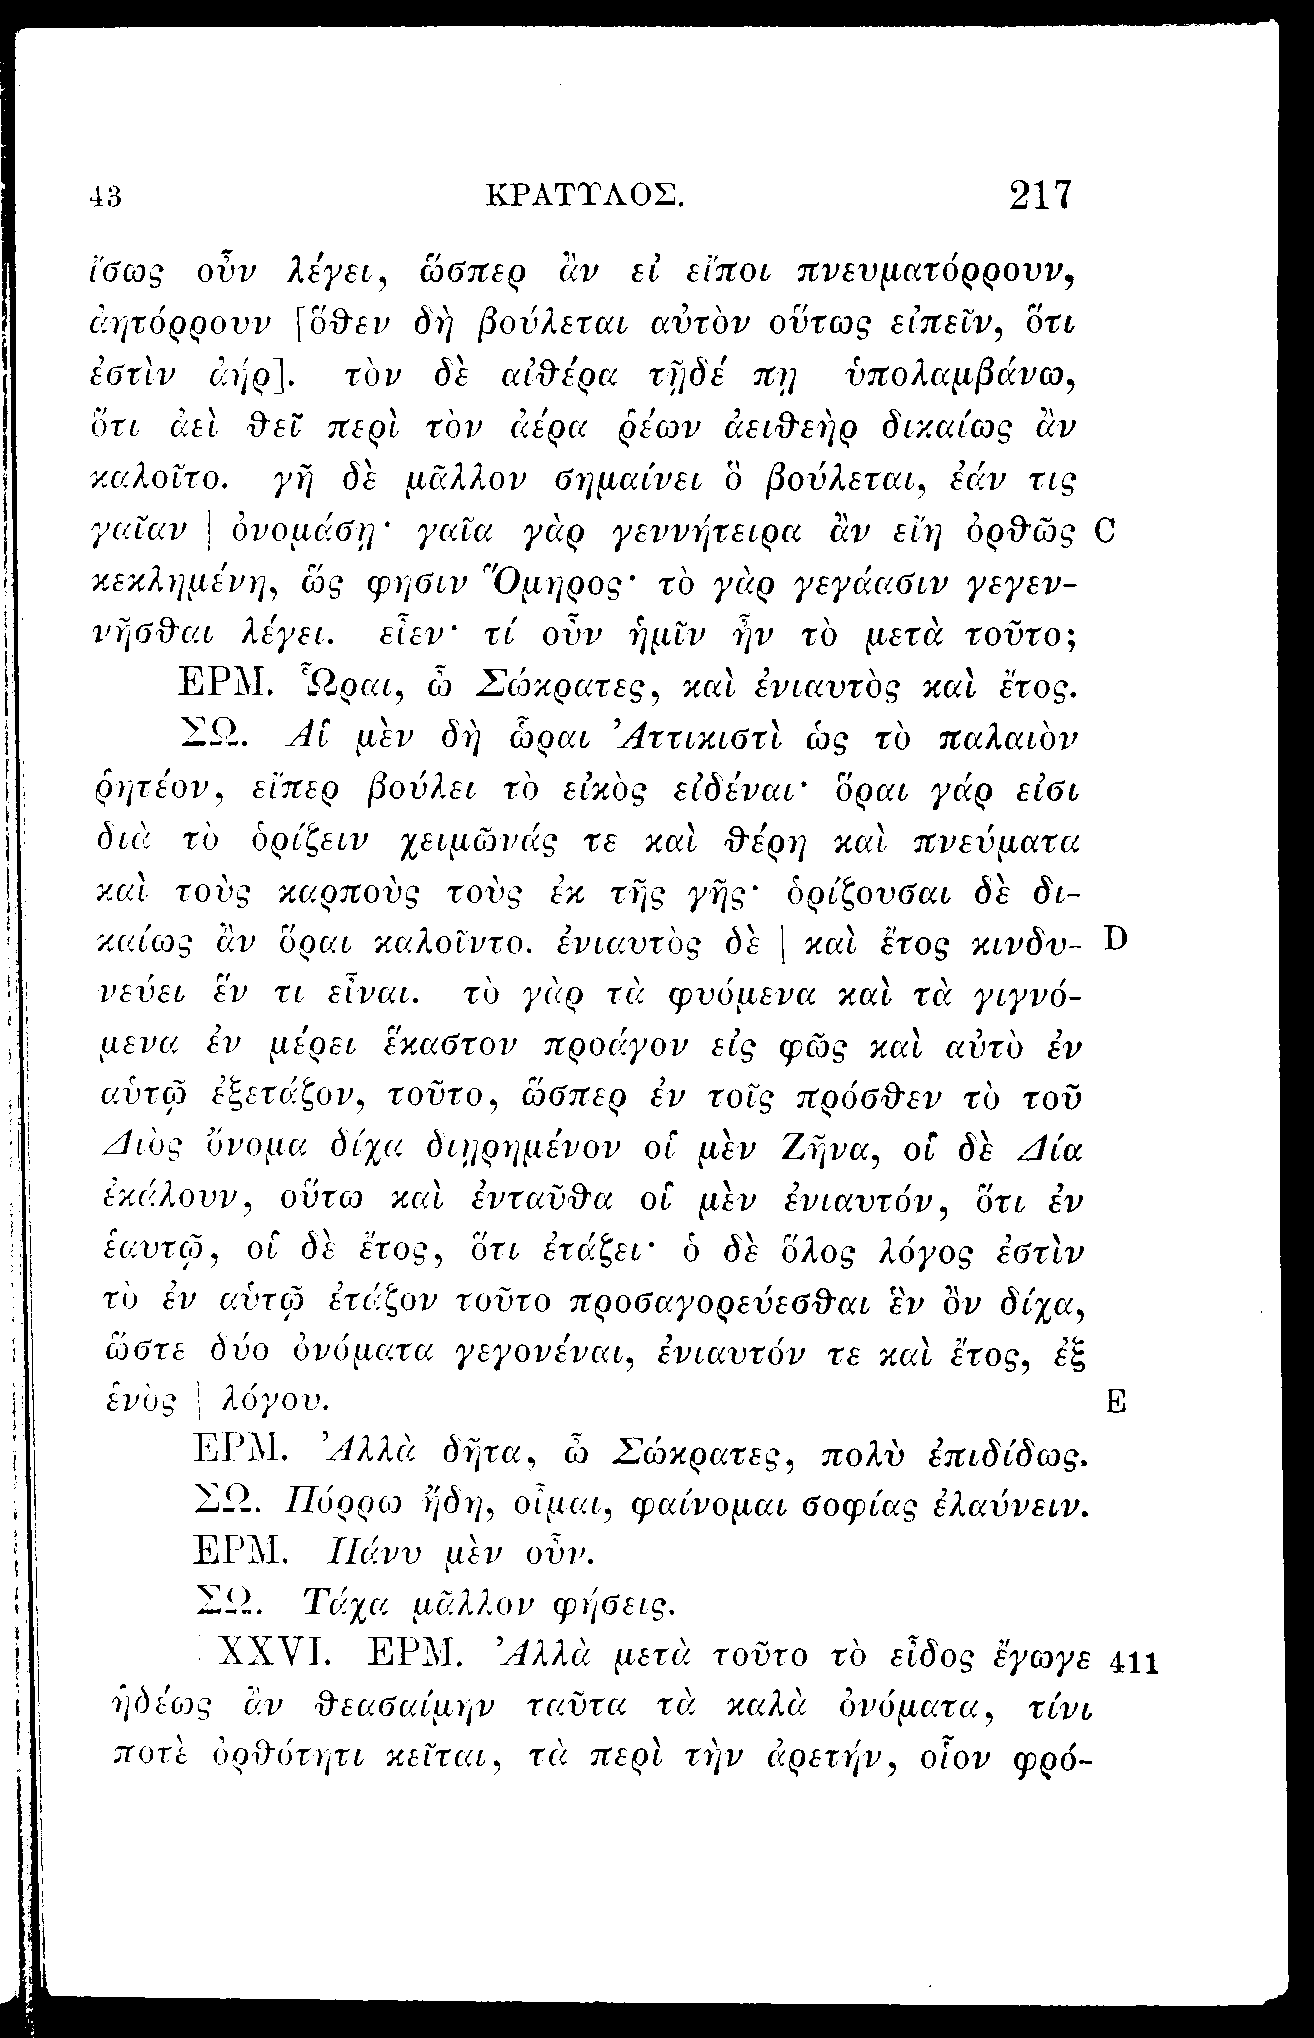 43 ΚΡΑΤΥΛΟΣ. 217
ἴσως οὖν λέγει, ὥσπερ ἂν εἰ εἴποι πνευματόρρουν,
ἀητόρρουν [ὅθεν δὴ βούλεται αὐτὸν οὕτως εἰπεῖν, ὅτι
ἐστὶν ἀήρ]. τὸν δὲ αἰθέρα τῇδέ πῃ ὑπολαμβάνω,
ὅτι ἀεὶ θεῖ περὶ τὸν ἀέρα ῥέων ἀειθεὴρ δικαίως ἂν
καλοῖτο. γῆ δὲ μᾶλλον σημαίνει ὃ βούλεται, ἐάν τις
γαῖαν | ὀνομάσῃ· γαῖα γὰρ γεννήτειρα ἂν εἴη ὀρθῶς C
κεκλημένη, ὥς φησιν Ὅμηρος· τὸ γὰρ γεγάασιν γεγεν-
νῆσθαι λέγει. εἶεν· τί οὖν ἡμῖν ἦν τὸ μετὰ τοῦτο;
ΕΡΜ. Ὧραι, ὦ Σώκρατες, καὶ ἐνιαυτὸς καὶ ἔτος.
ΣΩ. Αἱ μὲν δὴ ὧραι Ἀττικιστὶ ὡς τὸ παλαιὸν
ῥητέον, εἴπερ βούλει τὸ εἰκὸς εἰδέναι· ὅραι γάρ εἰσι
διὰ τὸ ὁρίζειν χειμῶνάς τε καὶ θέρη καὶ πνεύματα
καὶ τοὺς καρποὺς τοὺς ἐκ τῆς γῆς· ὁρίζουσαι δὲ δι-
καίως ἂν ὅραι καλοῖντο. ἐνιαυτὸς δὲ | καὶ ἔτος κινδυ- D
νεύει ἕν τι εἶναι. τὸ γὰρ τὰ φυόμενα καὶ τὰ γιγνό-
μενα ἐν μέρει ἕκαστον προάγον εἰς φῶς καὶ αὐτὸ ἐν
αὑτῷ ἐξετάζον, τοῦτο, ὥσπερ ἐν τοῖς πρόσθεν τὸ τοῦ
Διὸς ὄνομα δίχα διῃρημένον οἱ μὲν Ζῆνα, οἱ δὲ Δία
ἐκάλουν, οὕτω καὶ ἐνταῦθα οἱ μὲν ἐνιαυτόν, ὅτι ἐν
ἑαυτῷ, οἱ δὲ ἔτος, ὅτι ἐτάζει· ὁ δὲ ὅλος λόγος ἐστὶν
τὸ ἐν αὑτῷ ἐτάζον τοῦτο προσαγορεύεσθαι ἓν ὂν δίχα,
ὥστε δύο ὀνόματα γεγονέναι, ἐνιαυτόν τε καὶ ἔτος, ἐξ
ἑνὸς | λόγου. E
ΕΡΜ. Ἀλλὰ δῆτα, ὦ Σώκρατες, πολὺ ἐπιδίδως.
ΣΩ. Πόρρω ἤδη, οἶμαι, φαίνομαι σοφίας ἐλαύνειν.
ΕΡΜ. Πάνυ μὲν οὖν.
ΣΩ. Τάχα μᾶλλον φήσεις.
XXVI. ΕΡΜ. Ἀλλὰ μετὰ τοῦτο τὸ εἶδος ἔγωγε 411
ἡδέως ἂν θεασαίμην ταῦτα τὰ καλὰ ὀνόματα, τίνι
ποτὲ ὀρθότητι κεῖται, τὰ περὶ τὴν ἀρετήν, οἷον φρό-